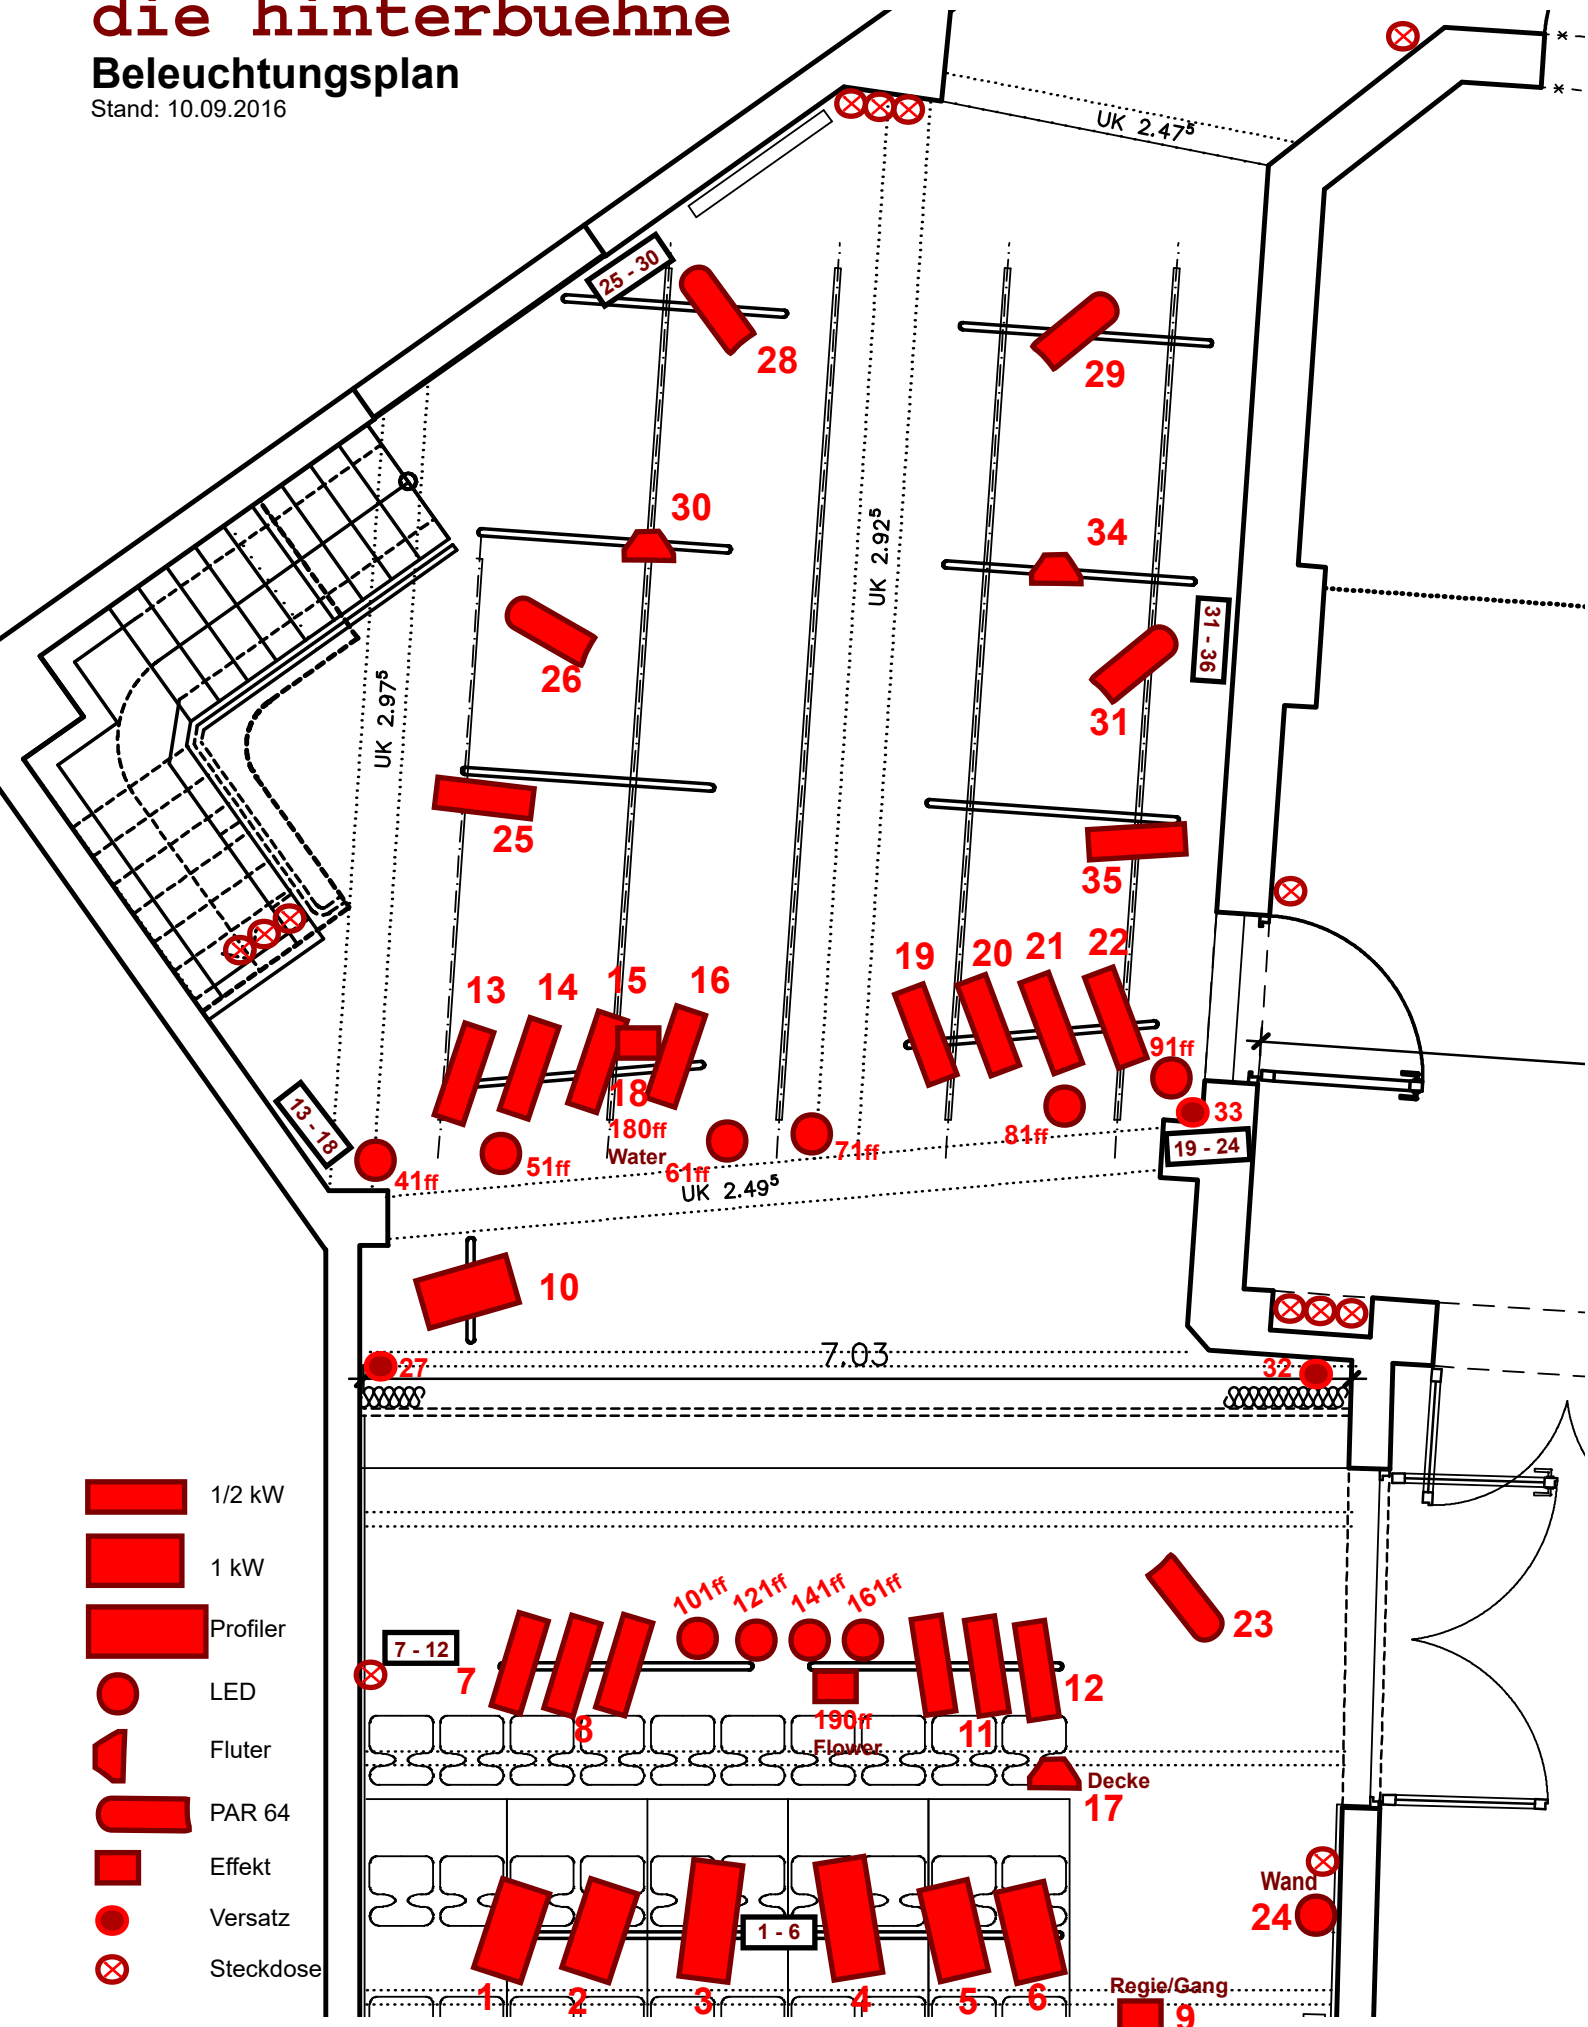 die hinterbuehne
Beleuchtungsplan
Stand: 10.09.2016
UK 2.47⁵
25 - 30
28
29
30
34
UK 2.92⁵
31 - 36
26
31
UK 2.97⁵
25
35
19
20
21
22
13
14
15
16
91ff
18
33
13 - 18
180ff
81ff
Water
71ff
19 - 24
51ff
61ff
41ff
UK 2.49⁵
10
7.03
27
32
1/2 kW
1 kW
101ff
121ff
141ff
161ff
Profiler
23
7 - 12
7
LED
12
8
190ff
11
Flower
Fluter
Decke
17
PAR 64
Effekt
Wand
24
Versatz
1 - 6
Steckdose
1
2
3
4
5
6
Regie/Gang
9